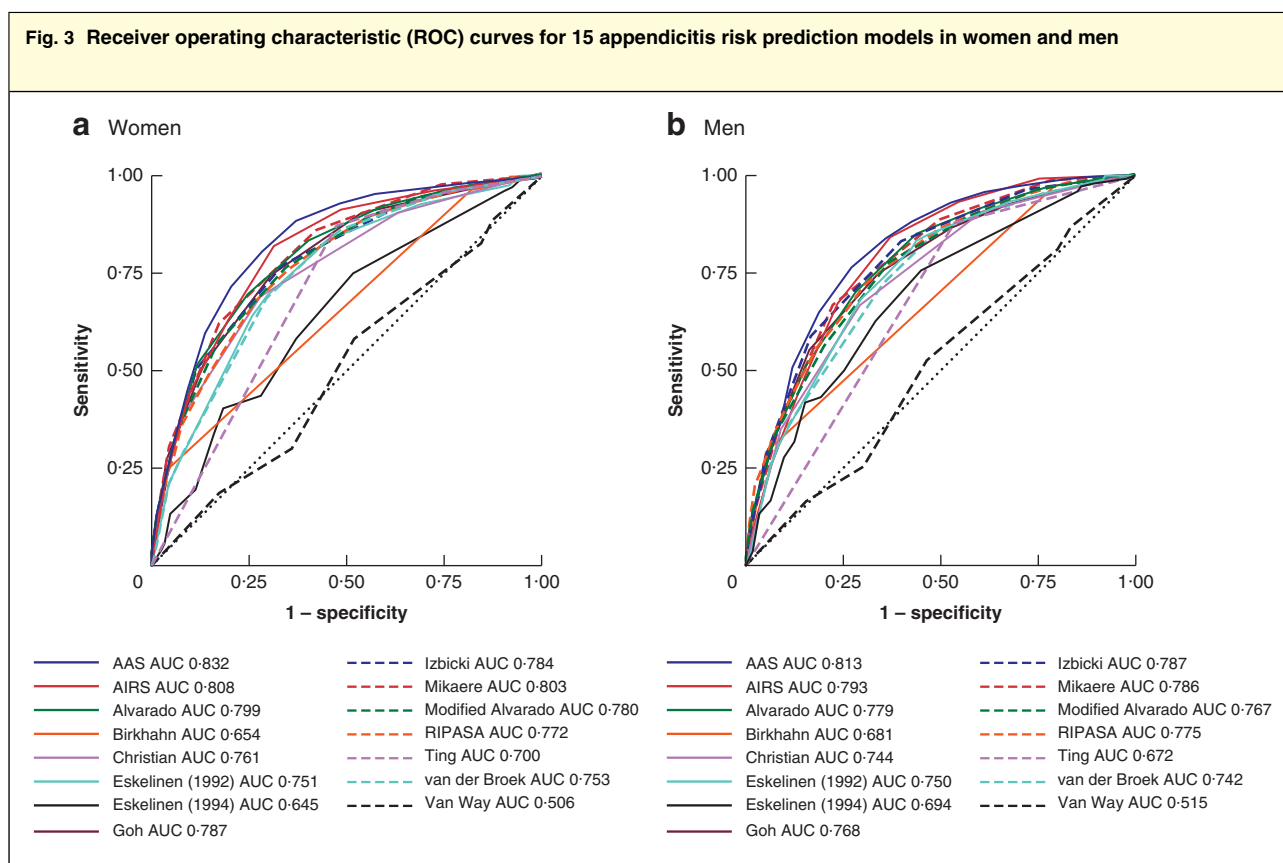 Fig. 3 Receiver operating characteristic (ROC) curves for 15 appendicitis risk prediction models in women and men
a Women
1·00
0·75
0·50
0·25
0
0·25
0·50
0·75
1·00
Sensitivity
1 – specificity
AAS AUC 0·832
AIRS AUC 0·808
Alvarado AUC 0·799
Birkhahn AUC 0·654
Christian AUC 0·761
Eskelinen (1992) AUC 0·751
Eskelinen (1994) AUC 0·645
Goh AUC 0·787
Izbicki AUC 0·784
Mikaere AUC 0·803
Modified Alvarado AUC 0·780
RIPASA AUC 0·772
Ting AUC 0·700
van der Broek AUC 0·753
Van Way AUC 0·506
b Men
1·00
0·75
0·50
0·25
0
0·25
0·50
0·75
1·00
Sensitivity
1 – specificity
AAS AUC 0·813
AIRS AUC 0·793
Alvarado AUC 0·779
Birkhahn AUC 0·681
Christian AUC 0·744
Eskelinen (1992) AUC 0·750
Eskelinen (1994) AUC 0·694
Goh AUC 0·768
Izbicki AUC 0·787
Mikaere AUC 0·786
Modified Alvarado AUC 0·767
RIPASA AUC 0·775
Ting AUC 0·672
van der Broek AUC 0·742
Van Way AUC 0·515